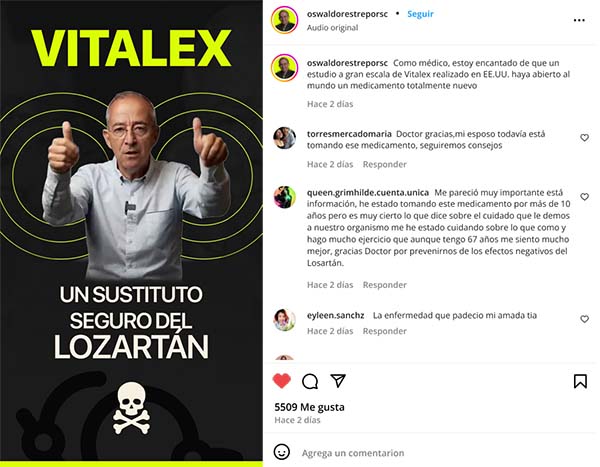 VITALEX
UN SUSTITUTO
SEGURO DEL
LOZARTÁN
oswaldorestreporsc • Seguir
Audio original
oswaldorestreporsc Como médico, estoy encantado de que un
estudio a gran escala de Vitalex realizado en EE.UU. haya abierto al
mundo un medicamento totalmente nuevo
Hace 2 días
torresmercadomaria Doctor gracias,mi esposo todavía está
tomando ese medicamento, seguiremos consejos
Hace 2 días Responder
queen.grimhilde.cuenta.unica Me pareció muy importante está
información, he estado tomando este medicamento por más de 10
años pero es muy cierto lo que dice sobre el cuidado que le demos
a nuestro organismo me he estado cuidando sobre lo que como y
hago mucho ejercicio que aunque tengo 67 años me siento mucho
mejor, gracias Doctor por prevenirnos de los efectos negativos del
Losartán.
Hace 2 días Responder
eyleen.sanchz La enfermedad que padecio mi amada tia
Hace 2 días Responder
5509 Me gusta
Hace 2 días
Agrega un comentarion